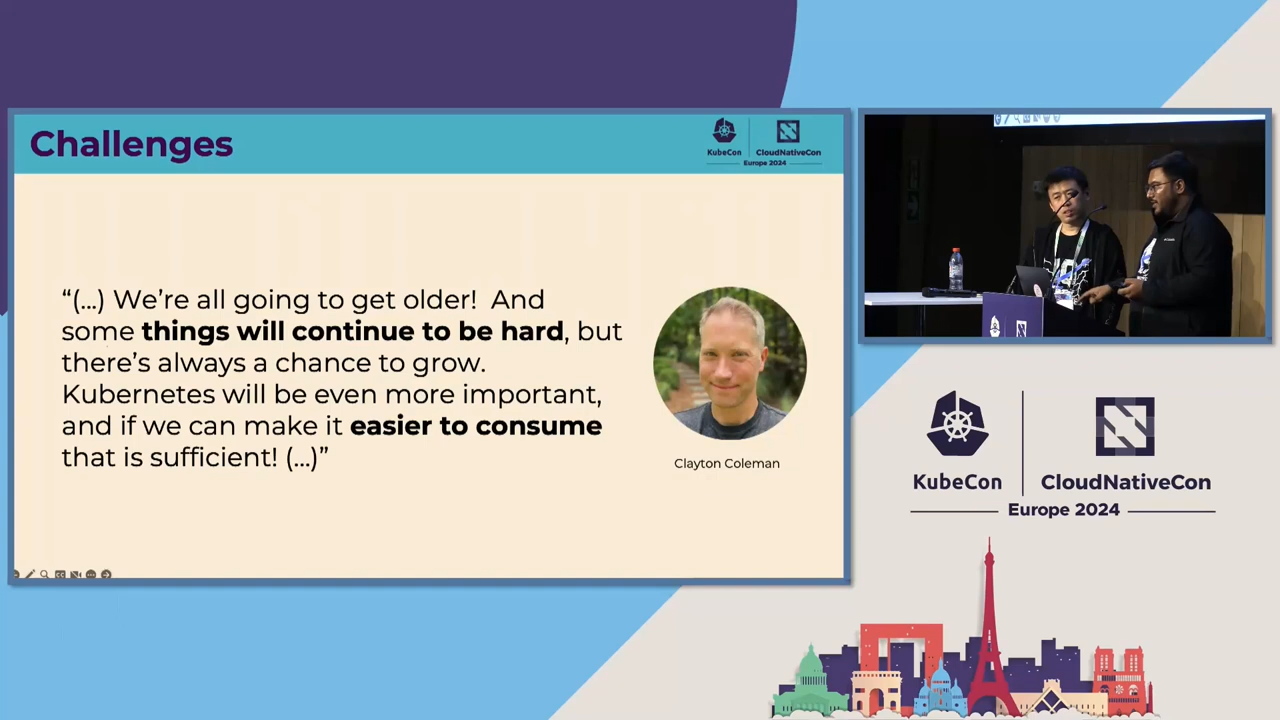 Challenges
KubeCon
CloudNativeCon
Europe 2024
“(...) We’re all going to get older!  And
some things will continue to be hard, but
there’s always a chance to grow.
Kubernetes will be even more important,
and if we can make it easier to consume
that is sufficient! (...)”
Clayton Coleman
KubeCon
CloudNativeCon
Europe 2024